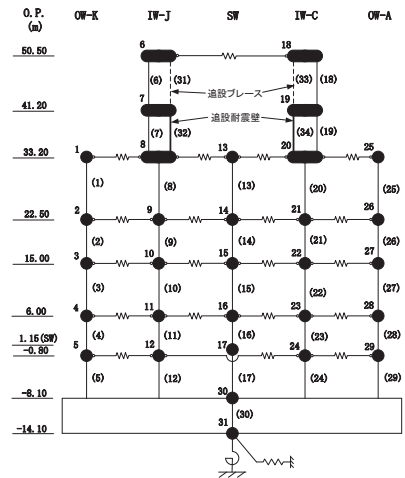 O.P. OW-K IW-J SW IW-C OW-A
(m)
6 18
50.50
(6) (31) (33) (18)
追設ブレース
7 19
41.20
追設耐震壁
(7) (32) (34) (19)
1 8 13 20 25
33.20
(1) (8) (13) (20) (25)
2 9 14 21 26
22.50
(2) (9) (14) (21) (26)
3 10 15 22 27
15.00
(3) (10) (15) (22) (27)
4 11 16 23 28
6.00
(4) (11) (16) (23) (28)
1.15(SW)
5 12 17 24 29
-0.80
(5) (12) (17) (24) (29)
30
-8.10
(30)
31
-14.10